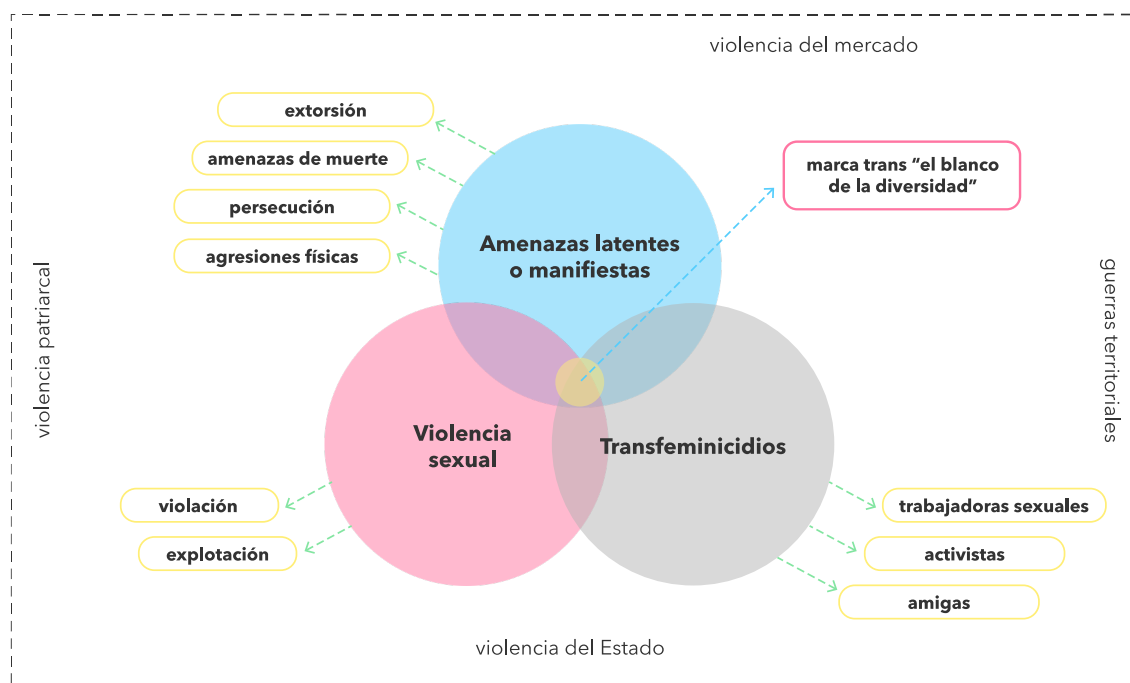 violencia del mercado
extorsión
amenazas de muerte
persecución
agresiones físicas
marca trans “el blanco
de la diversidad”
Amenazas latentes
o manifiestas
violencia patriarcal
guerras territoriales
Violencia
sexual
Transfeminicidios
violación
explotación
trabajadoras sexuales
activistas
amigas
violencia del Estado